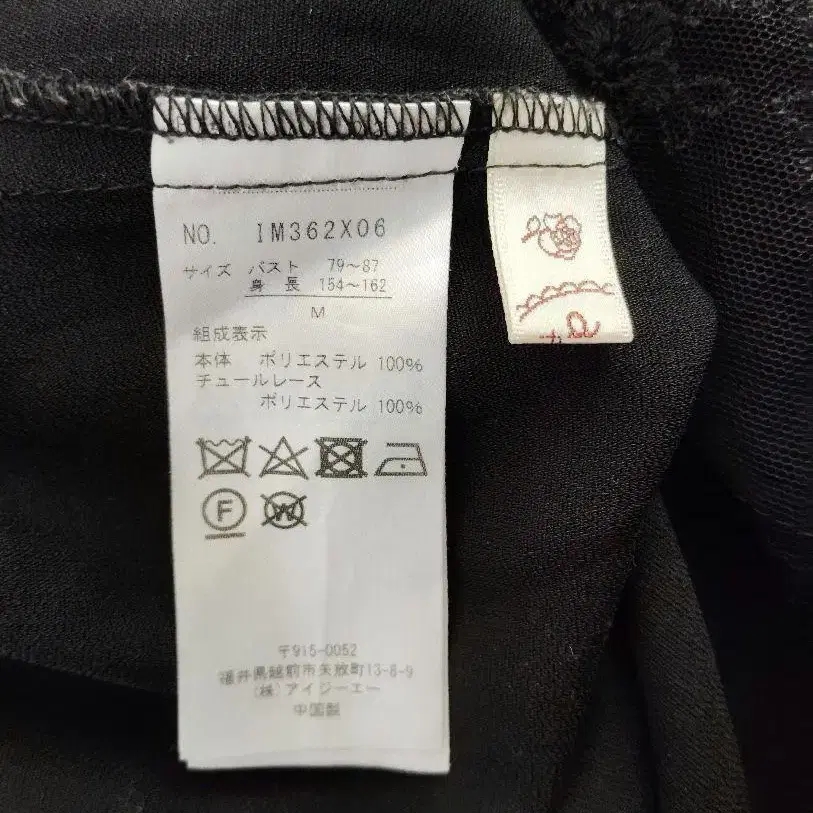 NO. IM362X06
サイズ バスト 79～87
身 長 154～162
M
組成表示
本体 ポリエステル 100%
チュールレース
ポリエステル 100%
F
W
〒915-0052
福井県越前市矢放町13-8-9
(株)アイジーエー
中国製